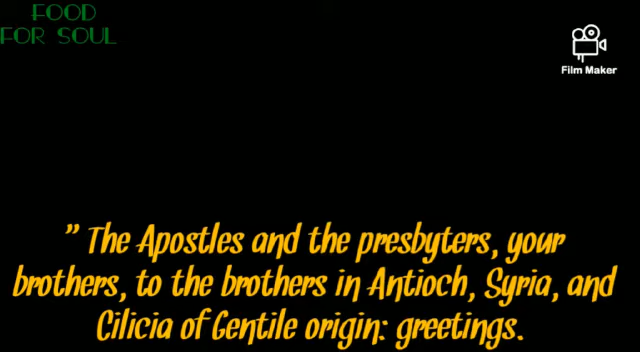 FOOD
FOR SOUL
Film Maker
" The Apostles and the presbyters, your
brothers, to the brothers in Antioch, Syria, and
Cilicia of Gentile origin: greetings.